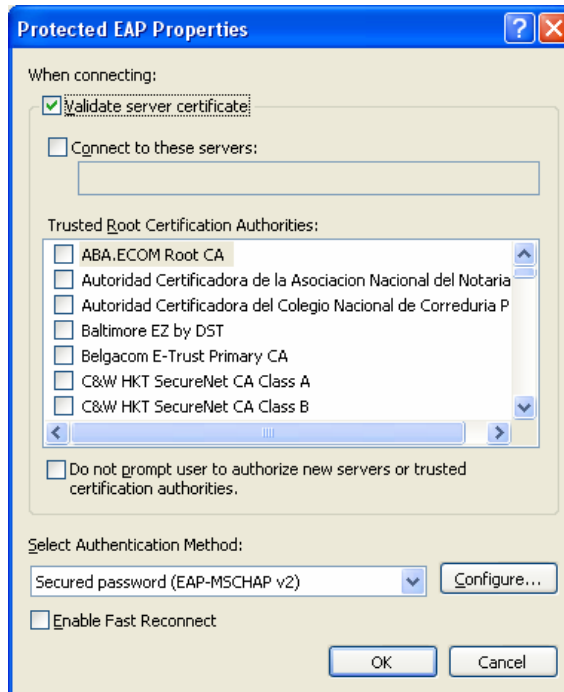 Protected EAP Properties
When connecting:
Validate server certificate
Connect to these servers:
Trusted Root Certification Authorities:
ABA.ECOM Root CA
Autoridad Certificadora de la Asociacion Nacional del Notaria
Autoridad Certificadora del Colegio Nacional de Correduria P
Baltimore EZ by DST
Belgacom E-Trust Primary CA
C&W HKT SecureNet CA Class A
C&W HKT SecureNet CA Class B
Do not prompt user to authorize new servers or trusted
certification authorities.
Select Authentication Method:
Secured password (EAP-MSCHAP v2)
Configure...
Enable Fast Reconnect
OK
Cancel